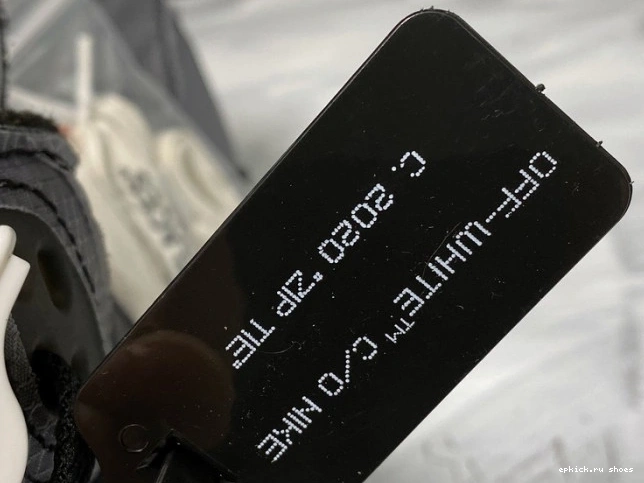 OFF-WHITE™ C/O NIKE
C. 2020 "ZIP TIE"
epkick.ru shoes